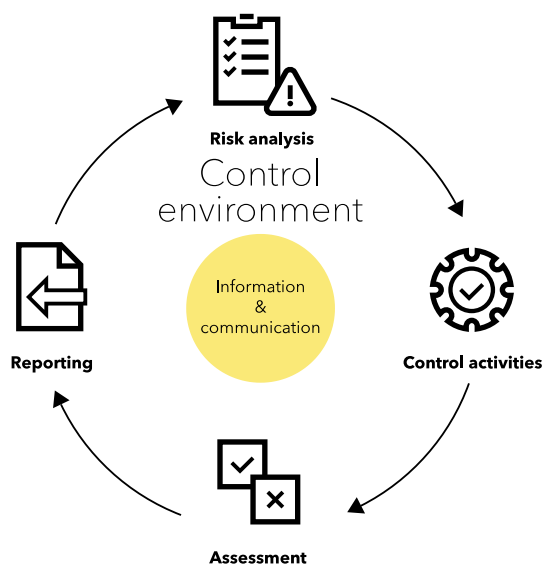 Risk analysis
Control
environment
Information
&
communication
Reporting
Control activities
Assessment